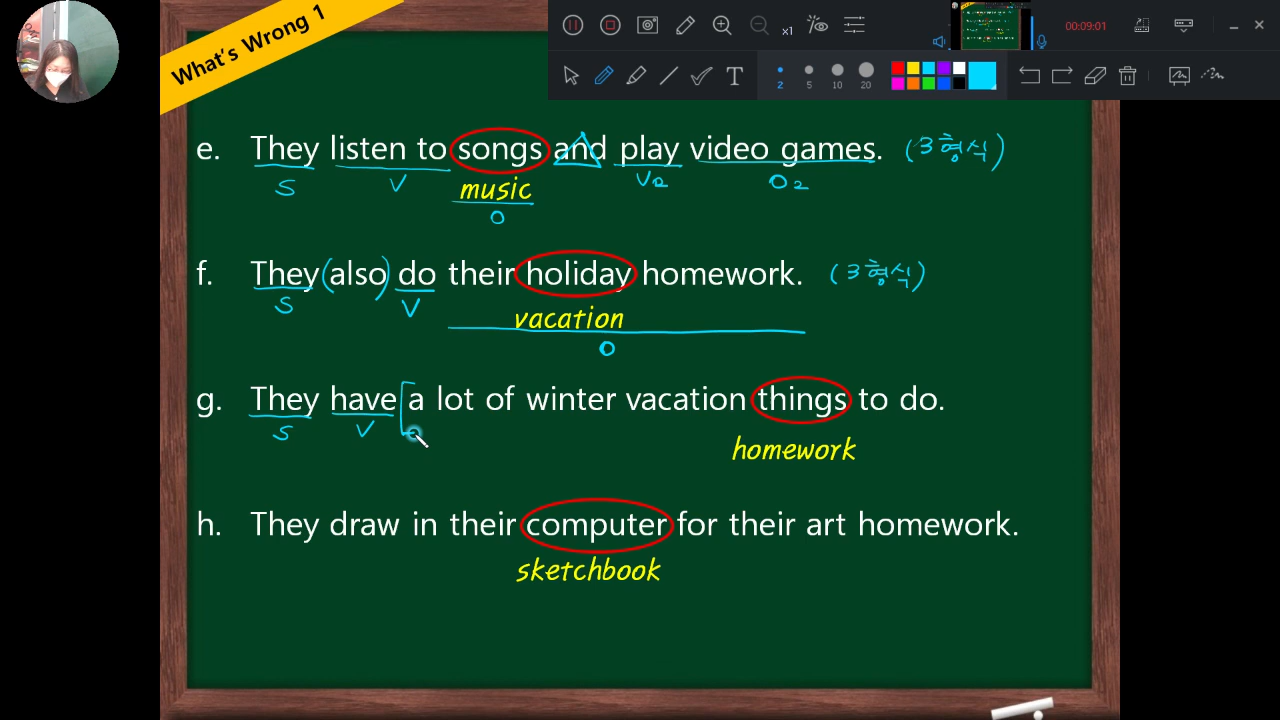 What's Wrong 1
x1
00:09:01
T
2 5 10 20
e. They listen to songs and play video games. (3형식)
S V V2 O2
music
O
f. They (also) do their holiday homework. (3형식)
S V
vacation
O
g. They have [a lot of winter vacation things to do.
S V
homework
h. They draw in their computer for their art homework.
sketchbook